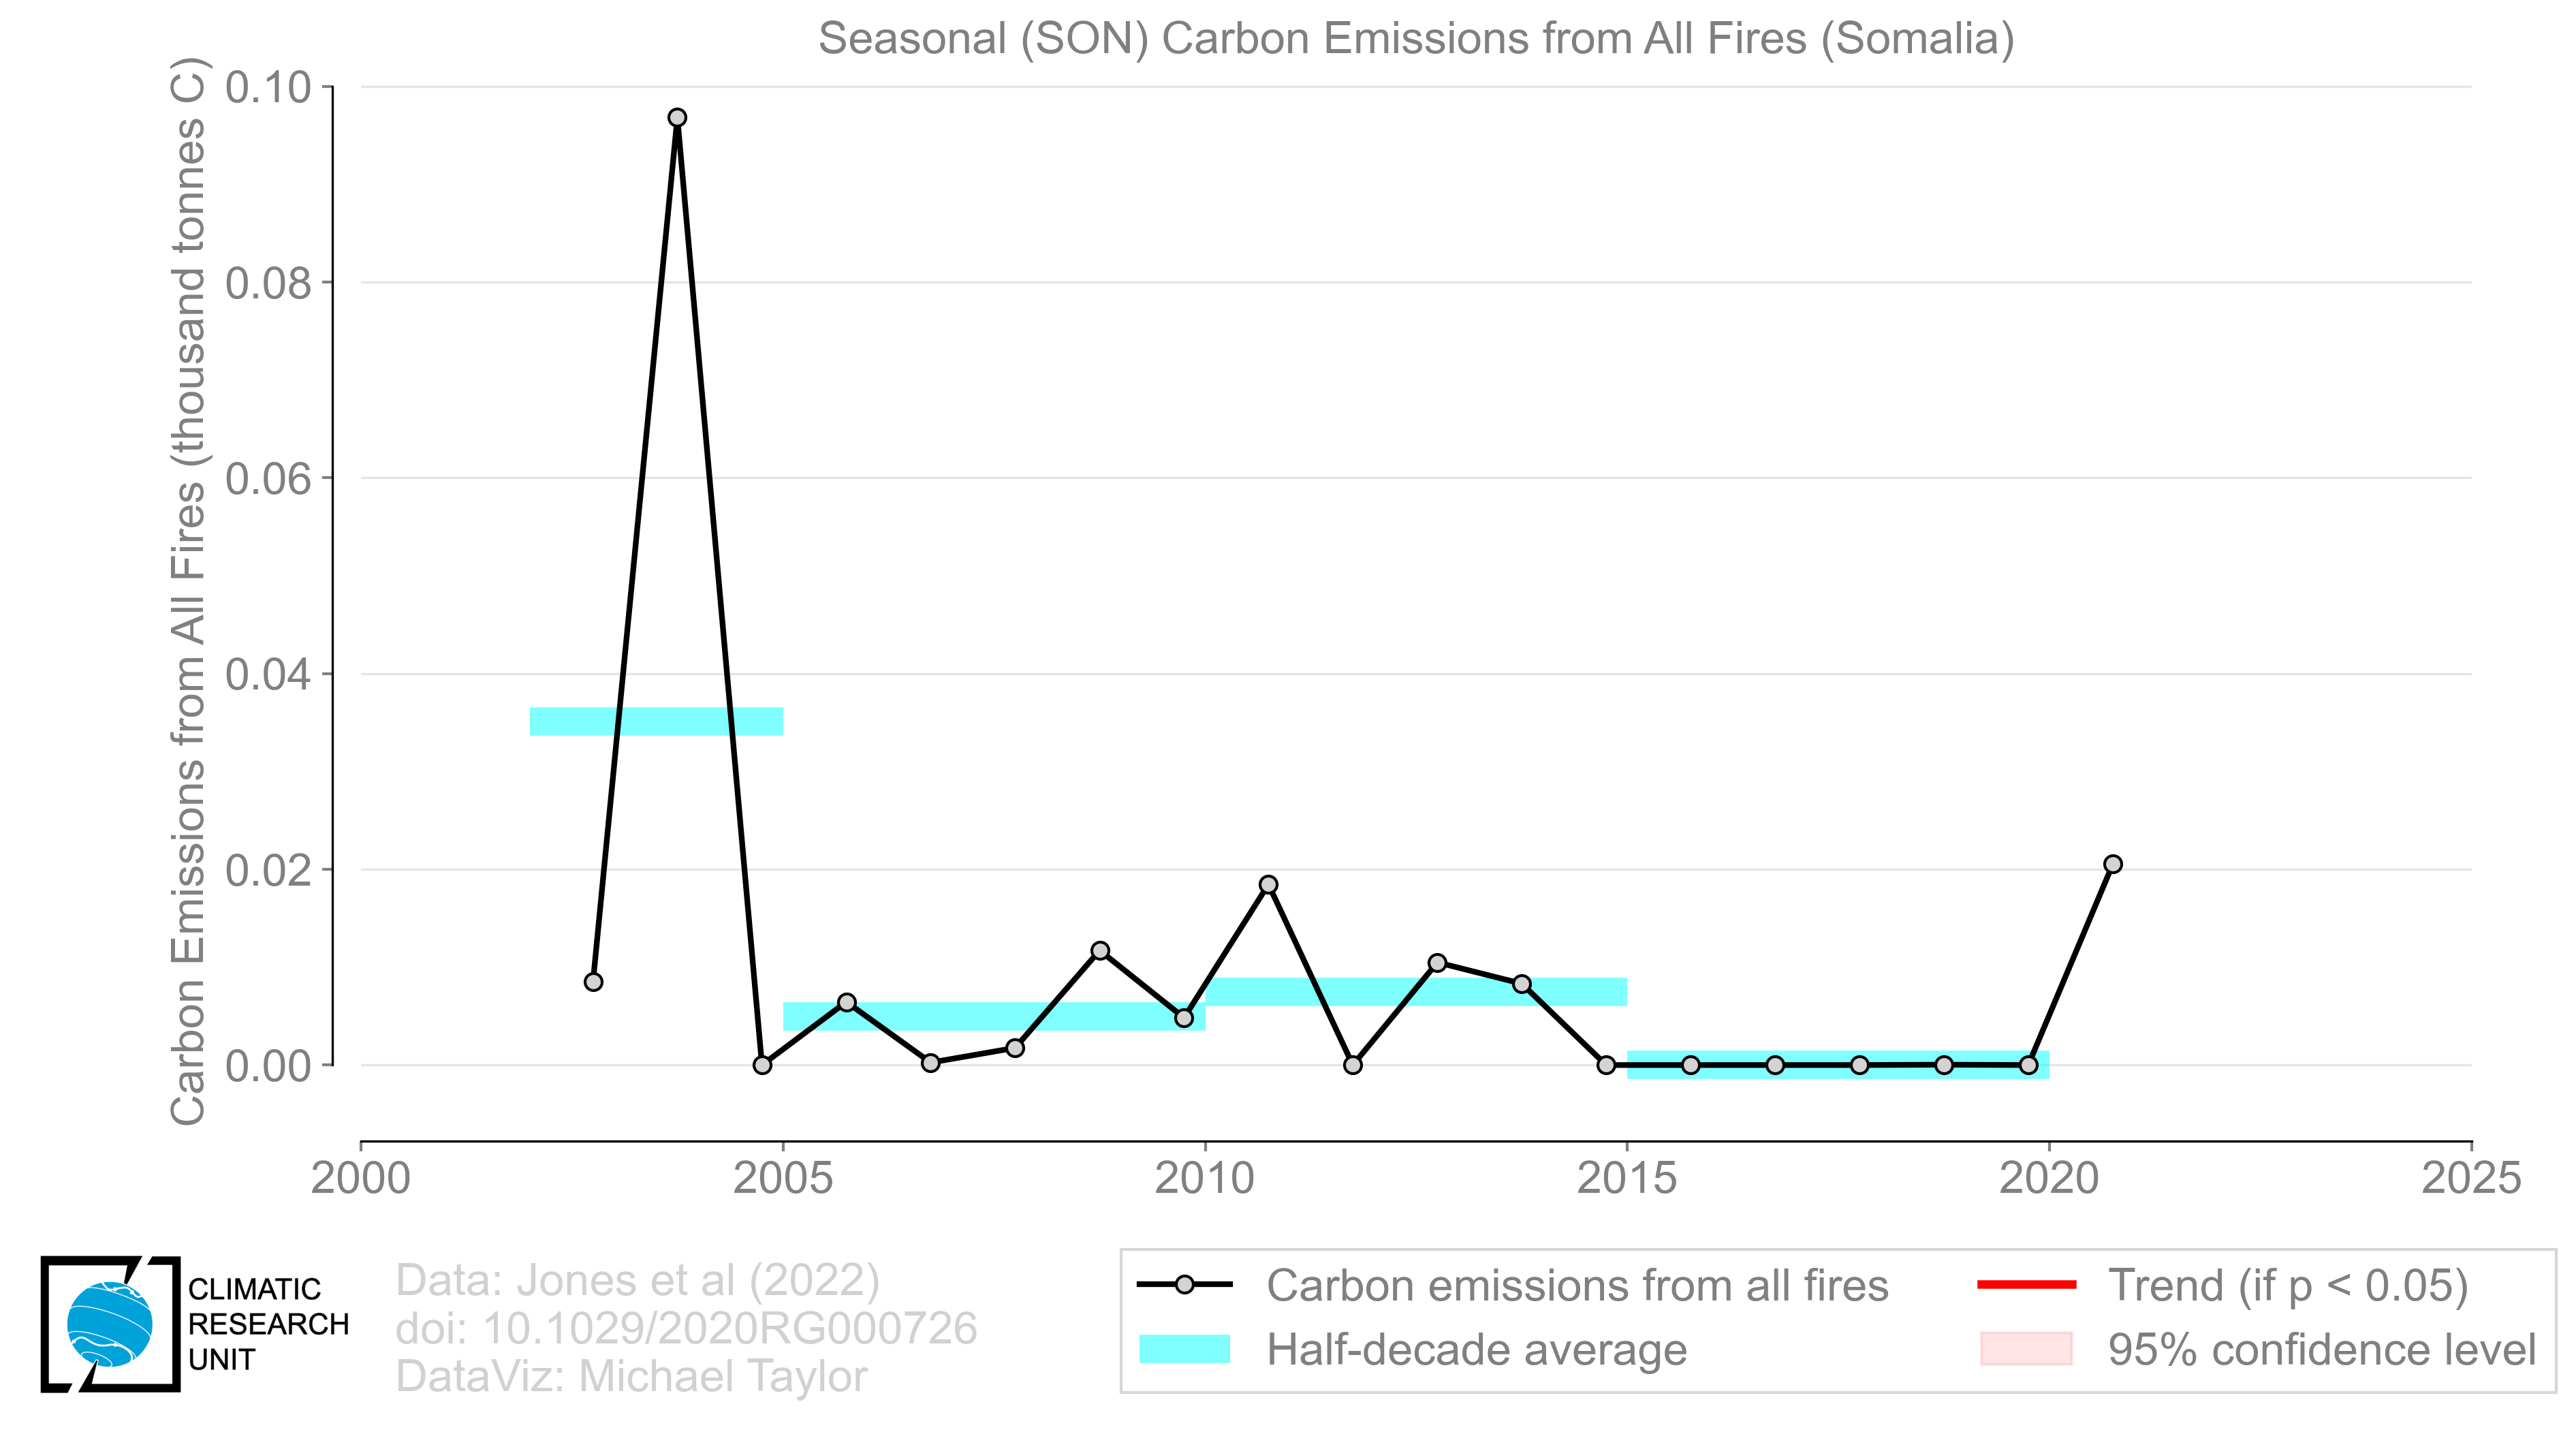 Seasonal (SON) Carbon Emissions from All Fires (Somalia)
Carbon Emissions from All Fires (thousand tonnes C)
0.10
0.08
0.06
0.04
0.02
0.00
2000
2005
2010
2015
2020
2025
CLIMATIC
RESEARCH
UNIT
Data: Jones et al (2022)
doi: 10.1029/2020RG000726
DataViz: Michael Taylor
Carbon emissions from all fires
Half-decade average
Trend (if p < 0.05)
95% confidence level